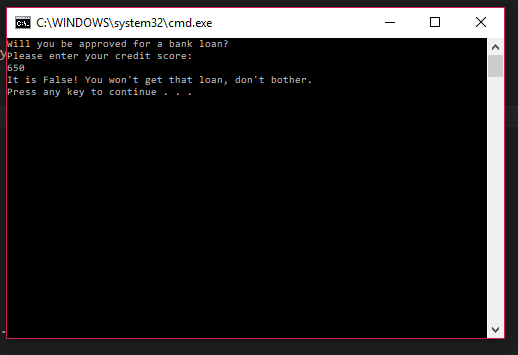 C:\WINDOWS\system32\cmd.exe
Will you be approved for a bank loan?
Please enter your credit score:
650
It is False! You won't get that loan, don't bother.
Press any key to continue . . .